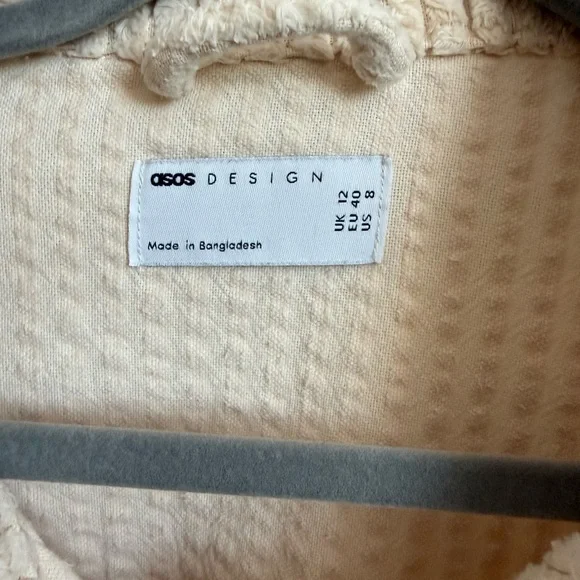 asos DESIGN
UK 12
EU 40
US 8
Made in Bangladesh